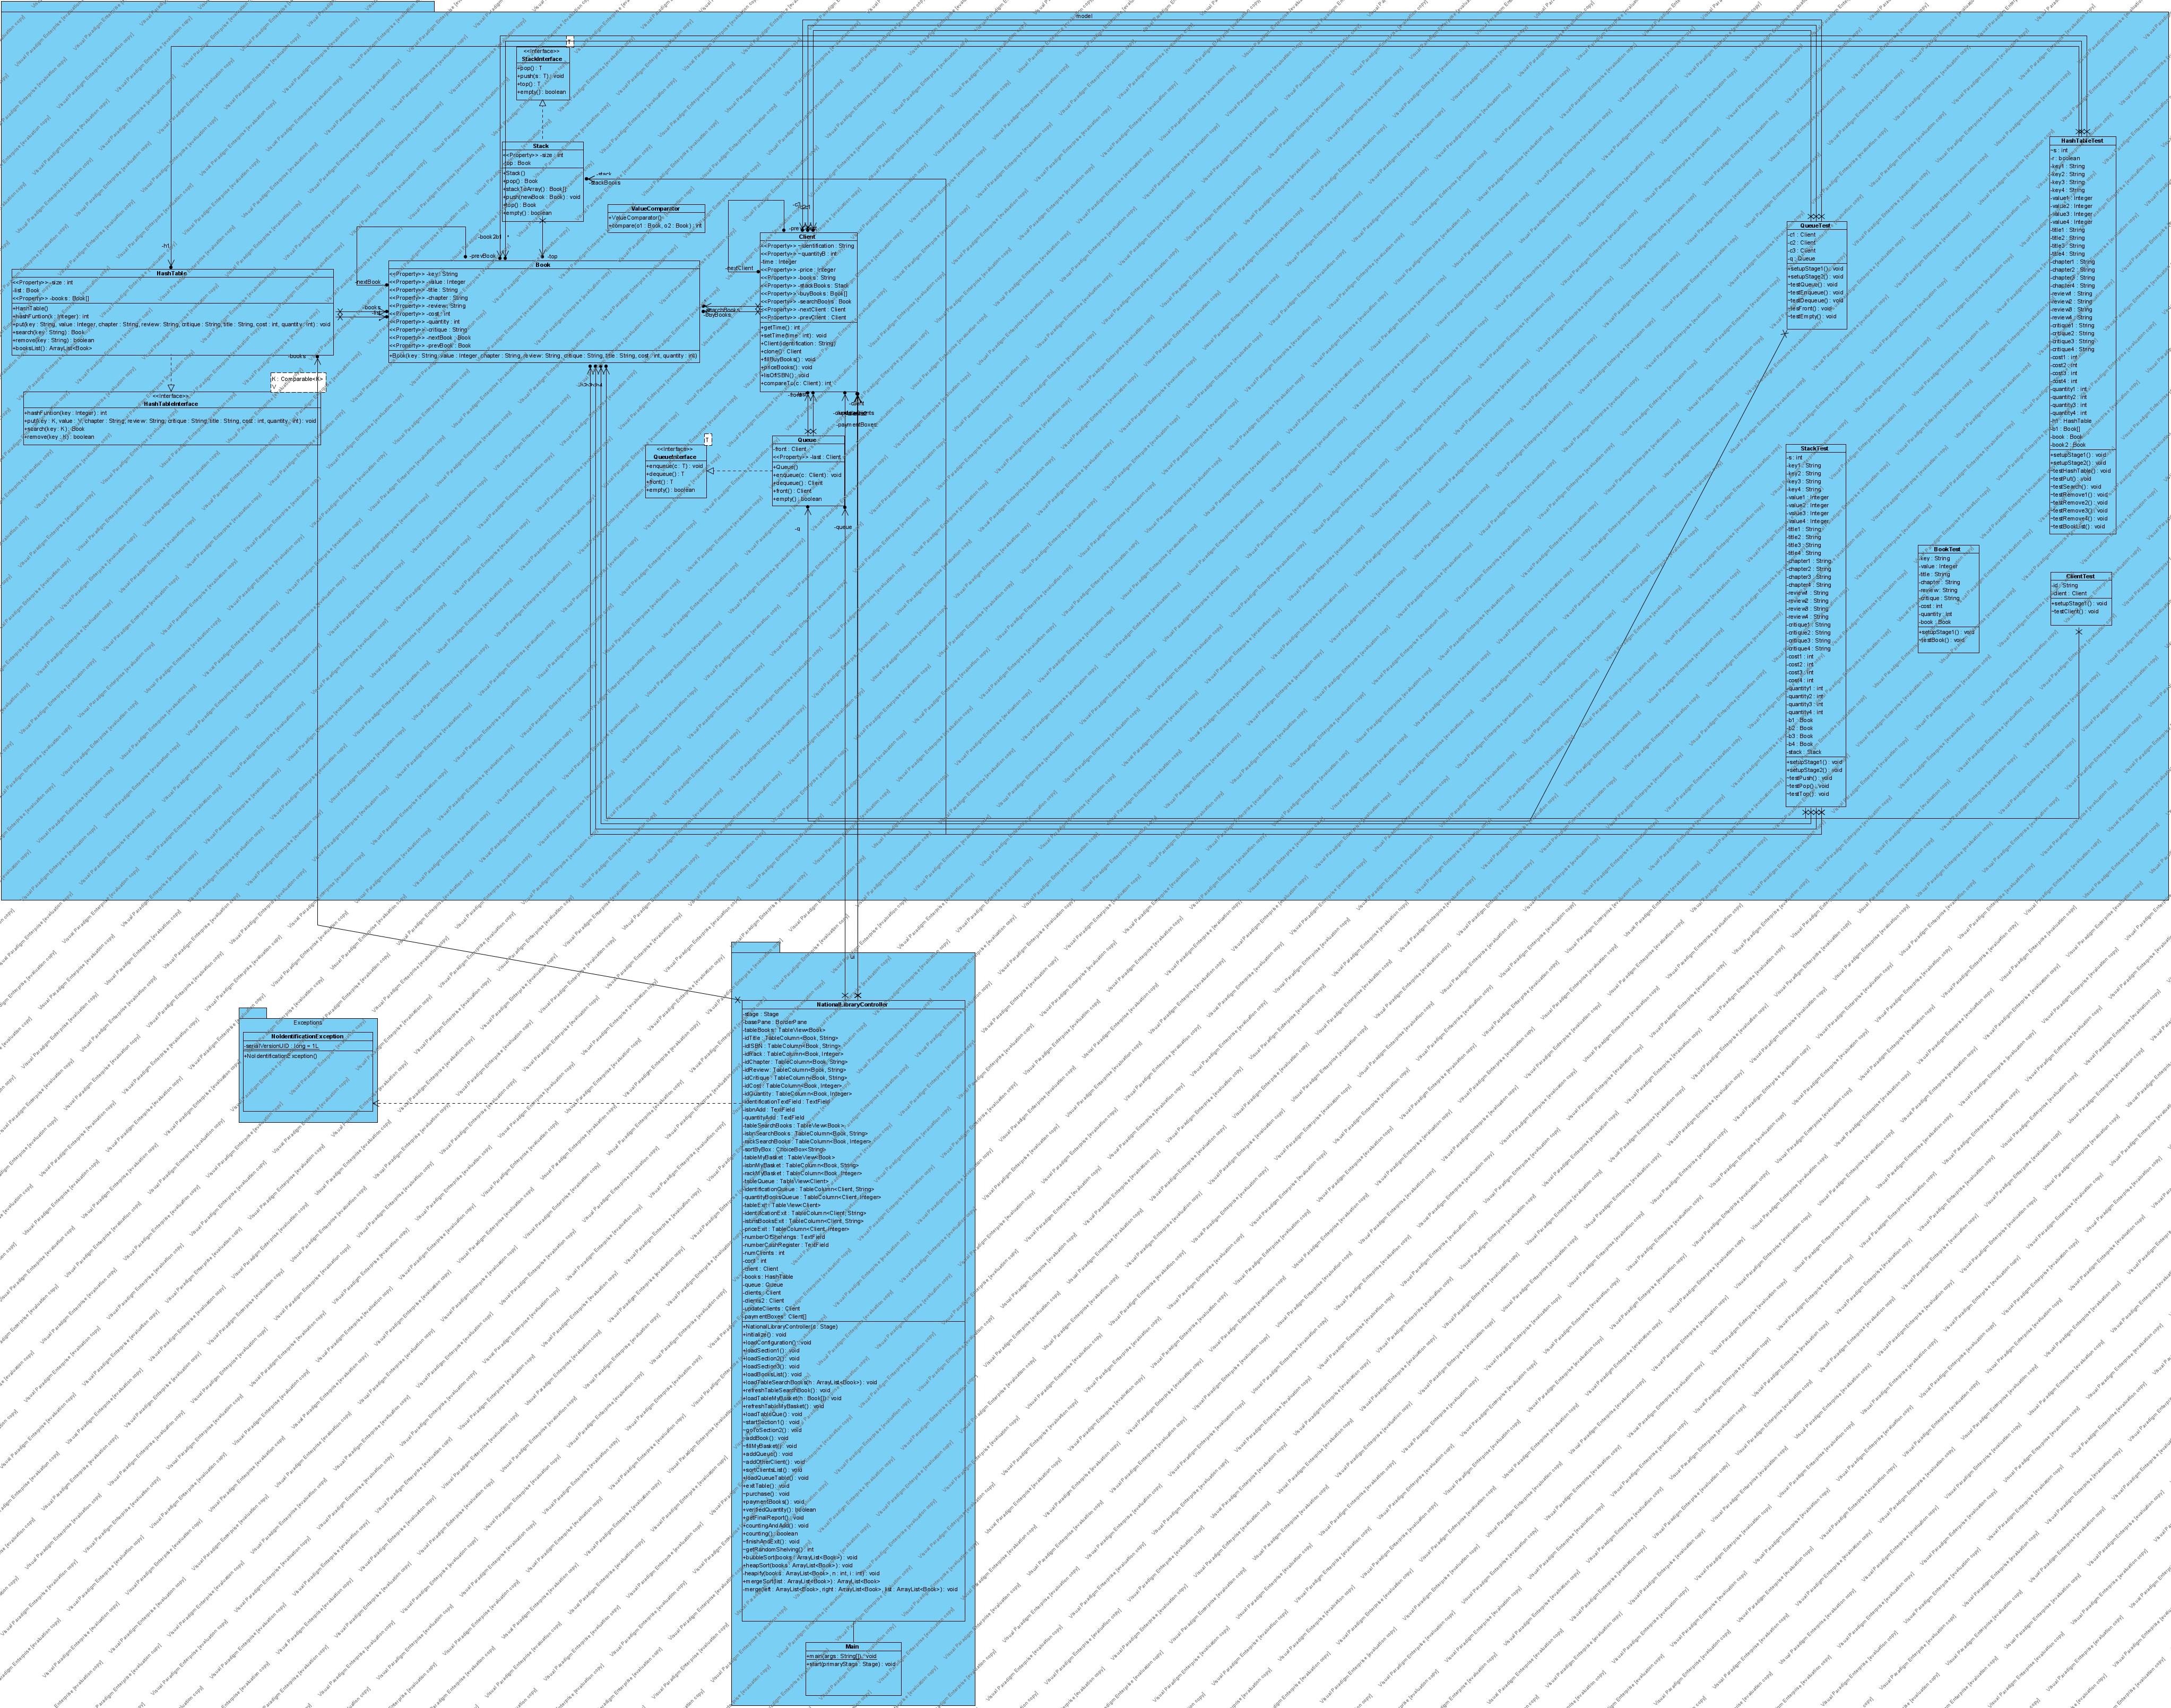 model
T
<<Interface>>
StackInterface
+pop() : T
+push(s : T) : void
+top() : T
+empty() : boolean
Stack
<<Property>> -size : int
-top : Book
+Stack()
+pop() : Book
+stackToArray() : Book[]
+push(newBook : Book) : void
+top() : Book
+empty() : boolean
-stack
-stackBooks
ValueComparator
+ValueComparator()
+compare(o1 : Book, o2 : Book) : int
-h1
HashTable
<<Property>> -size : int
-list : Book
<<Property>> -books : Book[]
+HashTable()
+hashFuntion(k : Integer) : int
+put(key : String, value : Integer, chapter : String, review : String, critique : String, title : String, cost : int, quantity : int) : void
+search(key : String) : Book
+remove(key : String) : boolean
+booksList() : ArrayList<Book>
-books
-list
-books
K : Comparable<K>
V
<<Interface>>
HashTableInterface
+hashFuntion(key : Integer) : int
+put(key : K, value : V, chapter : String, review : String, critique : String, title : String, cost : int, quantity : int) : void
+search(key : K) : Book
+remove(key : K) : boolean
-prevBook
-nextBook
-top
Book
<<Property>> -key : String
<<Property>> -value : Integer
<<Property>> -title : String
<<Property>> -chapter : String
<<Property>> -review : String
<<Property>> -cost : int
<<Property>> -quantity : int
<<Property>> -critique : String
<<Property>> -nextBook : Book
<<Property>> -prevBook : Book
+Book(key : String, value : Integer, chapter : String, review : String, critique : String, title : String, cost : int, quantity : int)
-searchBooks
-buyBooks
-nextClient
Client
<<Property>> ~identification : String
<<Property>> ~quantityB : int
-time : Integer
<<Property>> -price : Integer
<<Property>> -books : String
<<Property>> -stackBooks : Stack
<<Property>> -buyBooks : Book[]
<<Property>> -searchBooks : Book
<<Property>> -nextClient : Client
<<Property>> -prevClient : Client
+getTime() : int
+setTime(time : int) : void
+Client(identification : String)
+clone() : Client
+fillBuyBooks() : void
+priceBooks() : void
+lisOfISBN() : void
+compareTo(c : Client) : int
-paymentBoxes
T
<<Interface>>
QueueInterface
+enqueue(c : T) : void
+dequeue() : T
+front() : T
+empty() : boolean
Queue
-front : Client
<<Property>> -last : Client
+Queue()
+enqueue(c : Client) : void
+dequeue() : Client
+front() : Client
+empty() : boolean
-q
-queue
QueueTest
-c1 : Client
-c2 : Client
-c3 : Client
-q : Queue
+setupStage1() : void
+setupStage2() : void
~testQueue() : void
~testEnqueue() : void
~testDequeue() : void
~testFront() : void
~testEmpty() : void
HashTableTest
~s : int
-r : boolean
-key1 : String
-key2 : String
-key3 : String
-key4 : String
-value1 : Integer
-value2 : Integer
-value3 : Integer
-value4 : Integer
-title1 : String
-title2 : String
-title3 : String
-title4 : String
-chapter1 : String
-chapter2 : String
-chapter3 : String
-chapter4 : String
-review1 : String
-review2 : String
-review3 : String
-review4 : String
-critique1 : String
-critique2 : String
-critique3 : String
-critique4 : String
-cost1 : int
-cost2 : int
-cost3 : int
-cost4 : int
-quantity1 : int
-quantity2 : int
-quantity3 : int
-quantity4 : int
-h1 : HashTable
-b1 : Book[]
-book : Book
-book2 : Book
+setupStage1() : void
+setupStage2() : void
~testHashTable() : void
~testPut() : void
~testSearch() : void
~testRemove1() : void
~testRemove2() : void
~testRemove3() : void
~testRemove4() : void
~testBookList() : void
StackTest
-s : int
-key1 : String
-key2 : String
-key3 : String
-key4 : String
-value1 : Integer
-value2 : Integer
-value3 : Integer
-value4 : Integer
-title1 : String
-title2 : String
-title3 : String
-title4 : String
-chapter1 : String
-chapter2 : String
-chapter3 : String
-chapter4 : String
-review1 : String
-review2 : String
-review3 : String
-review4 : String
-critique1 : String
-critique2 : String
-critique3 : String
-critique4 : String
-cost1 : int
-cost2 : int
-cost3 : int
-cost4 : int
-quantity1 : int
-quantity2 : int
-quantity3 : int
-quantity4 : int
-b1 : Book
-b2 : Book
-b3 : Book
-b4 : Book
-stack : Stack
+setupStage1() : void
+setupStage2() : void
~testPush() : void
~testPop() : void
~testTop() : void
BookTest
-key : String
-value : Integer
-title : String
-chapter : String
-review : String
-critique : String
-cost : int
-quantity : int
-book : Book
+setupStage1() : void
~testBook() : void
ClientTest
-id : String
-client : Client
+setupStage1() : void
~testClient() : void
ui
Exceptions
NoIdentificationException
-serialVersionUID : long = 1L
+NoIdentificationException()
NationalLibraryController
-stage : Stage
-basePane : BorderPane
-tableBooks : TableView<Book>
-idTitle : TableColumn<Book, String>
-idISBN : TableColumn<Book, String>
-idRack : TableColumn<Book, Integer>
-idChapter : TableColumn<Book, String>
-idReview : TableColumn<Book, String>
-idCritique : TableColumn<Book, String>
-idCost : TableColumn<Book, Integer>
-idQuantity : TableColumn<Book, Integer>
-identificationTextField : TextField
-isbnAdd : TextField
-quantityAdd : TextField
-tableSearchBooks : TableView<Book>
-isbnSearchBooks : TableColumn<Book, String>
-rackSearchBooks : TableColumn<Book, Integer>
-sortByBox : ChoiceBox<String>
-tableMyBasket : TableView<Book>
-isbnMyBasket : TableColumn<Book, String>
-rackMyBasket : TableColumn<Book, Integer>
-tableQueue : TableView<Client>
-identificationQueue : TableColumn<Client, String>
-quantityBooksQueue : TableColumn<Client, Integer>
-tableExit : TableView<Client>
-identificationExit : TableColumn<Client, String>
-isbnsBooksExit : TableColumn<Client, String>
-priceExit : TableColumn<Client, Integer>
-numberOfShelvings : TextField
-numberCashRegister : TextField
-numClients : int
-cont : int
-client : Client
-books : HashTable
-queue : Queue
-clients : Client
-clients2 : Client
-updateClients : Client
-paymentBoxes : Client[]
+NationalLibraryController(s : Stage)
+initialize() : void
+loadConfiguration() : void
+loadSection1() : void
+loadSection2() : void
+loadSection3() : void
+loadBooksList() : void
+loadTableSearchBooks(h : ArrayList<Book>) : void
+refreshTableSearchBook() : void
+loadTableMyBasket(h : Book[]) : void
+refreshTableMyBasket() : void
+loadTableQue() : void
~startSection1() : void
~goToSection2() : void
~addBook() : void
~fillMyBasket() : void
+addQueue() : void
~addOtherClient() : void
+sortClientsList() : void
+loadQueueTable() : void
+exitTable() : void
~purchase() : void
+paymentBooks() : void
+verifiedQuantity() : boolean
+getFinalReport() : void
+countingAndAdd() : void
+counting() : boolean
~finishAndExit() : void
~getRandomShelving() : int
+bubbleSort(books : ArrayList<Book>) : void
+heapSort(books : ArrayList<Book>) : void
-heapify(books : ArrayList<Book>, n : int, i : int) : void
+mergeSort(list : ArrayList<Book>) : ArrayList<Book>
-merge(left : ArrayList<Book>, right : ArrayList<Book>, list : ArrayList<Book>) : void
Main
+main(args : String[]) : void
+start(primaryStage : Stage) : void
Visual Paradigm Enterprise [evaluation copy]